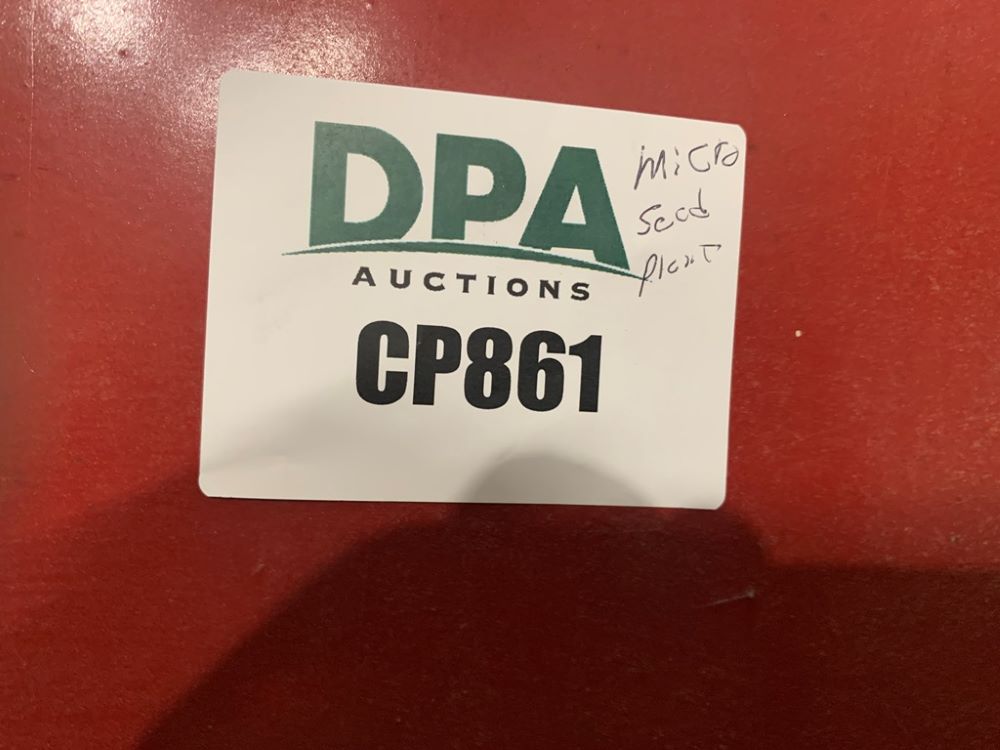 DPA
AUCTIONS
CP861
Micro
Seed
Plant